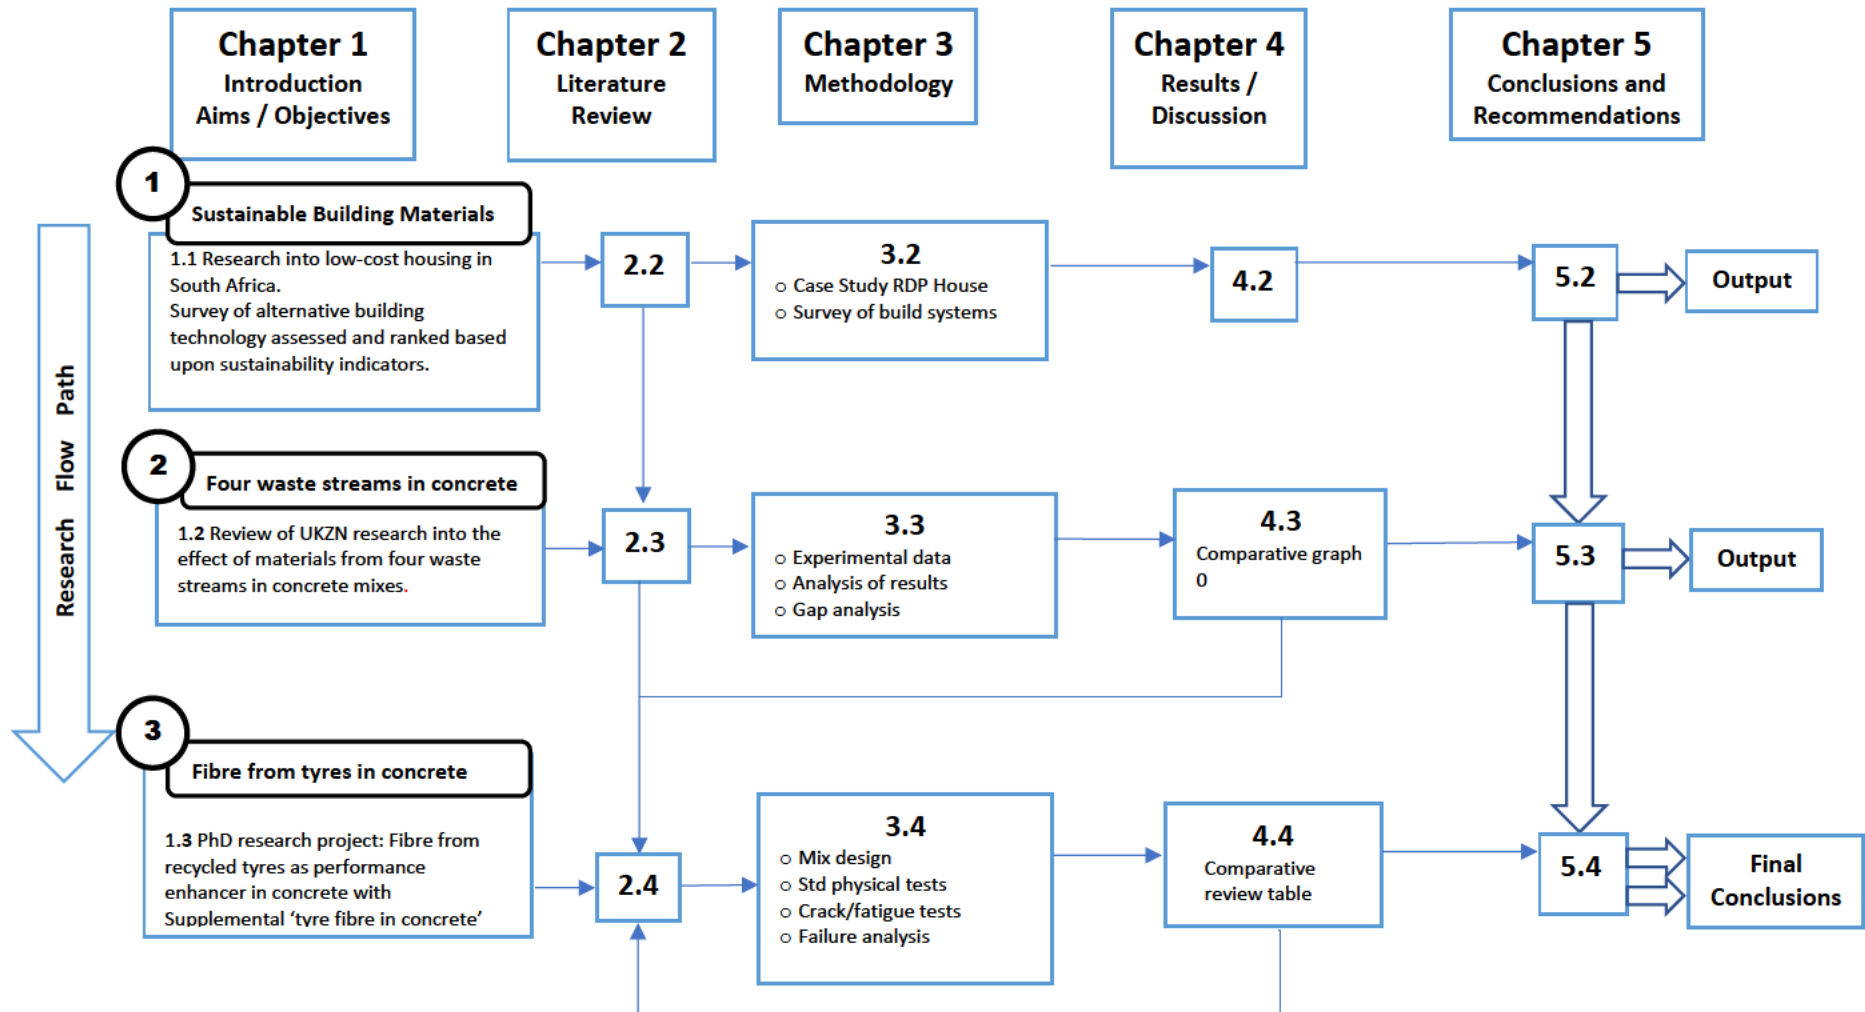 Chapter 1
Introduction
Aims / Objectives
Chapter 2
Literature
Review
Chapter 3
Methodology
Chapter 4
Results /
Discussion
Chapter 5
Conclusions and
Recommendations
Research Flow Path
1
Sustainable Building Materials
1.1 Research into low-cost housing in
South Africa.
Survey of alternative building
technology assessed and ranked based
upon sustainability indicators.
2.2
3.2
o Case Study RDP House
o Survey of build systems
4.2
5.2
Output
2
Four waste streams in concrete
1.2 Review of UKZN research into the
effect of materials from four waste
streams in concrete mixes.
2.3
3.3
o Experimental data
o Analysis of results
o Gap analysis
4.3
Comparative graph
0
5.3
Output
3
Fibre from tyres in concrete
1.3 PhD research project: Fibre from
recycled tyres as performance
enhancer in concrete with
Supplemental ‘tyre fibre in concrete’
2.4
3.4
o Mix design
o Std physical tests
o Crack/fatigue tests
o Failure analysis
4.4
Comparative
review table
5.4
Final
Conclusions